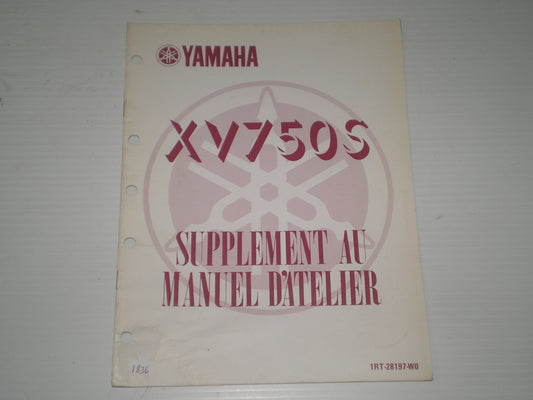 YAMAHA
XV750S
SUPPLEMENT AU
MANUEL D'ATELIER
1RT-28197-W0
1836